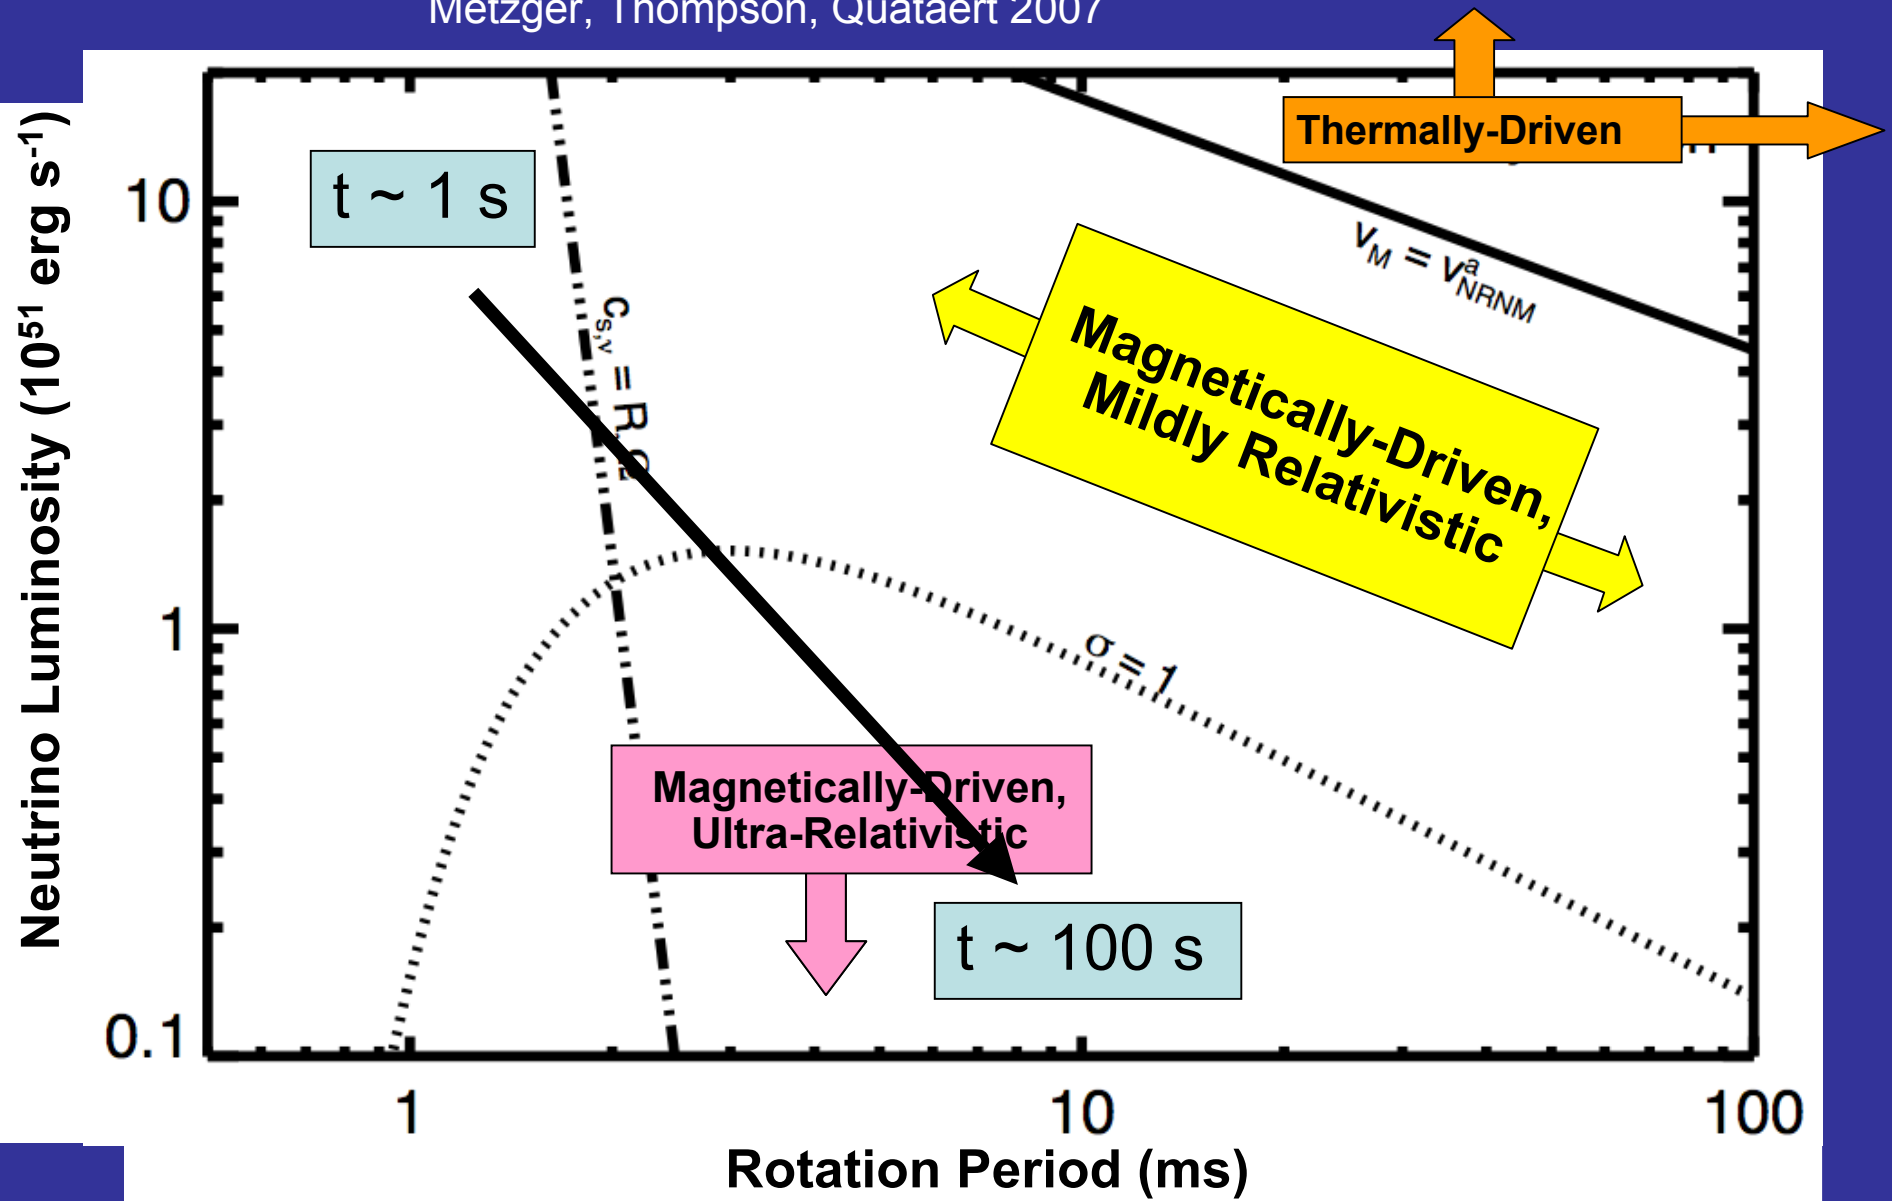 Metzger, Thompson, Quataert 2007
Thermally-Driven
t ~ 1 s
10
Neutrino Luminosity (10⁵¹ erg s⁻¹)
v_M = v^a_NRNM
c_s,ν = R Ω
Magnetically-Driven,
Mildly Relativistic
1
σ = 1
Magnetically-Driven,
Ultra-Relativistic
t ~ 100 s
0.1
1
10
100
Rotation Period (ms)